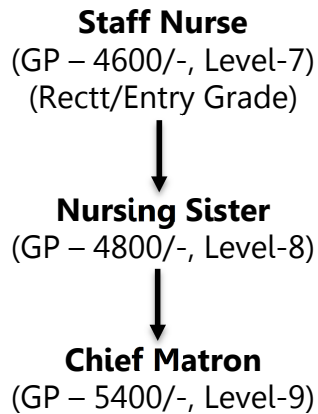 Staff Nurse
(GP – 4600/-, Level-7)
(Rectt/Entry Grade)
Nursing Sister
(GP – 4800/-, Level-8)
Chief Matron
(GP – 5400/-, Level-9)